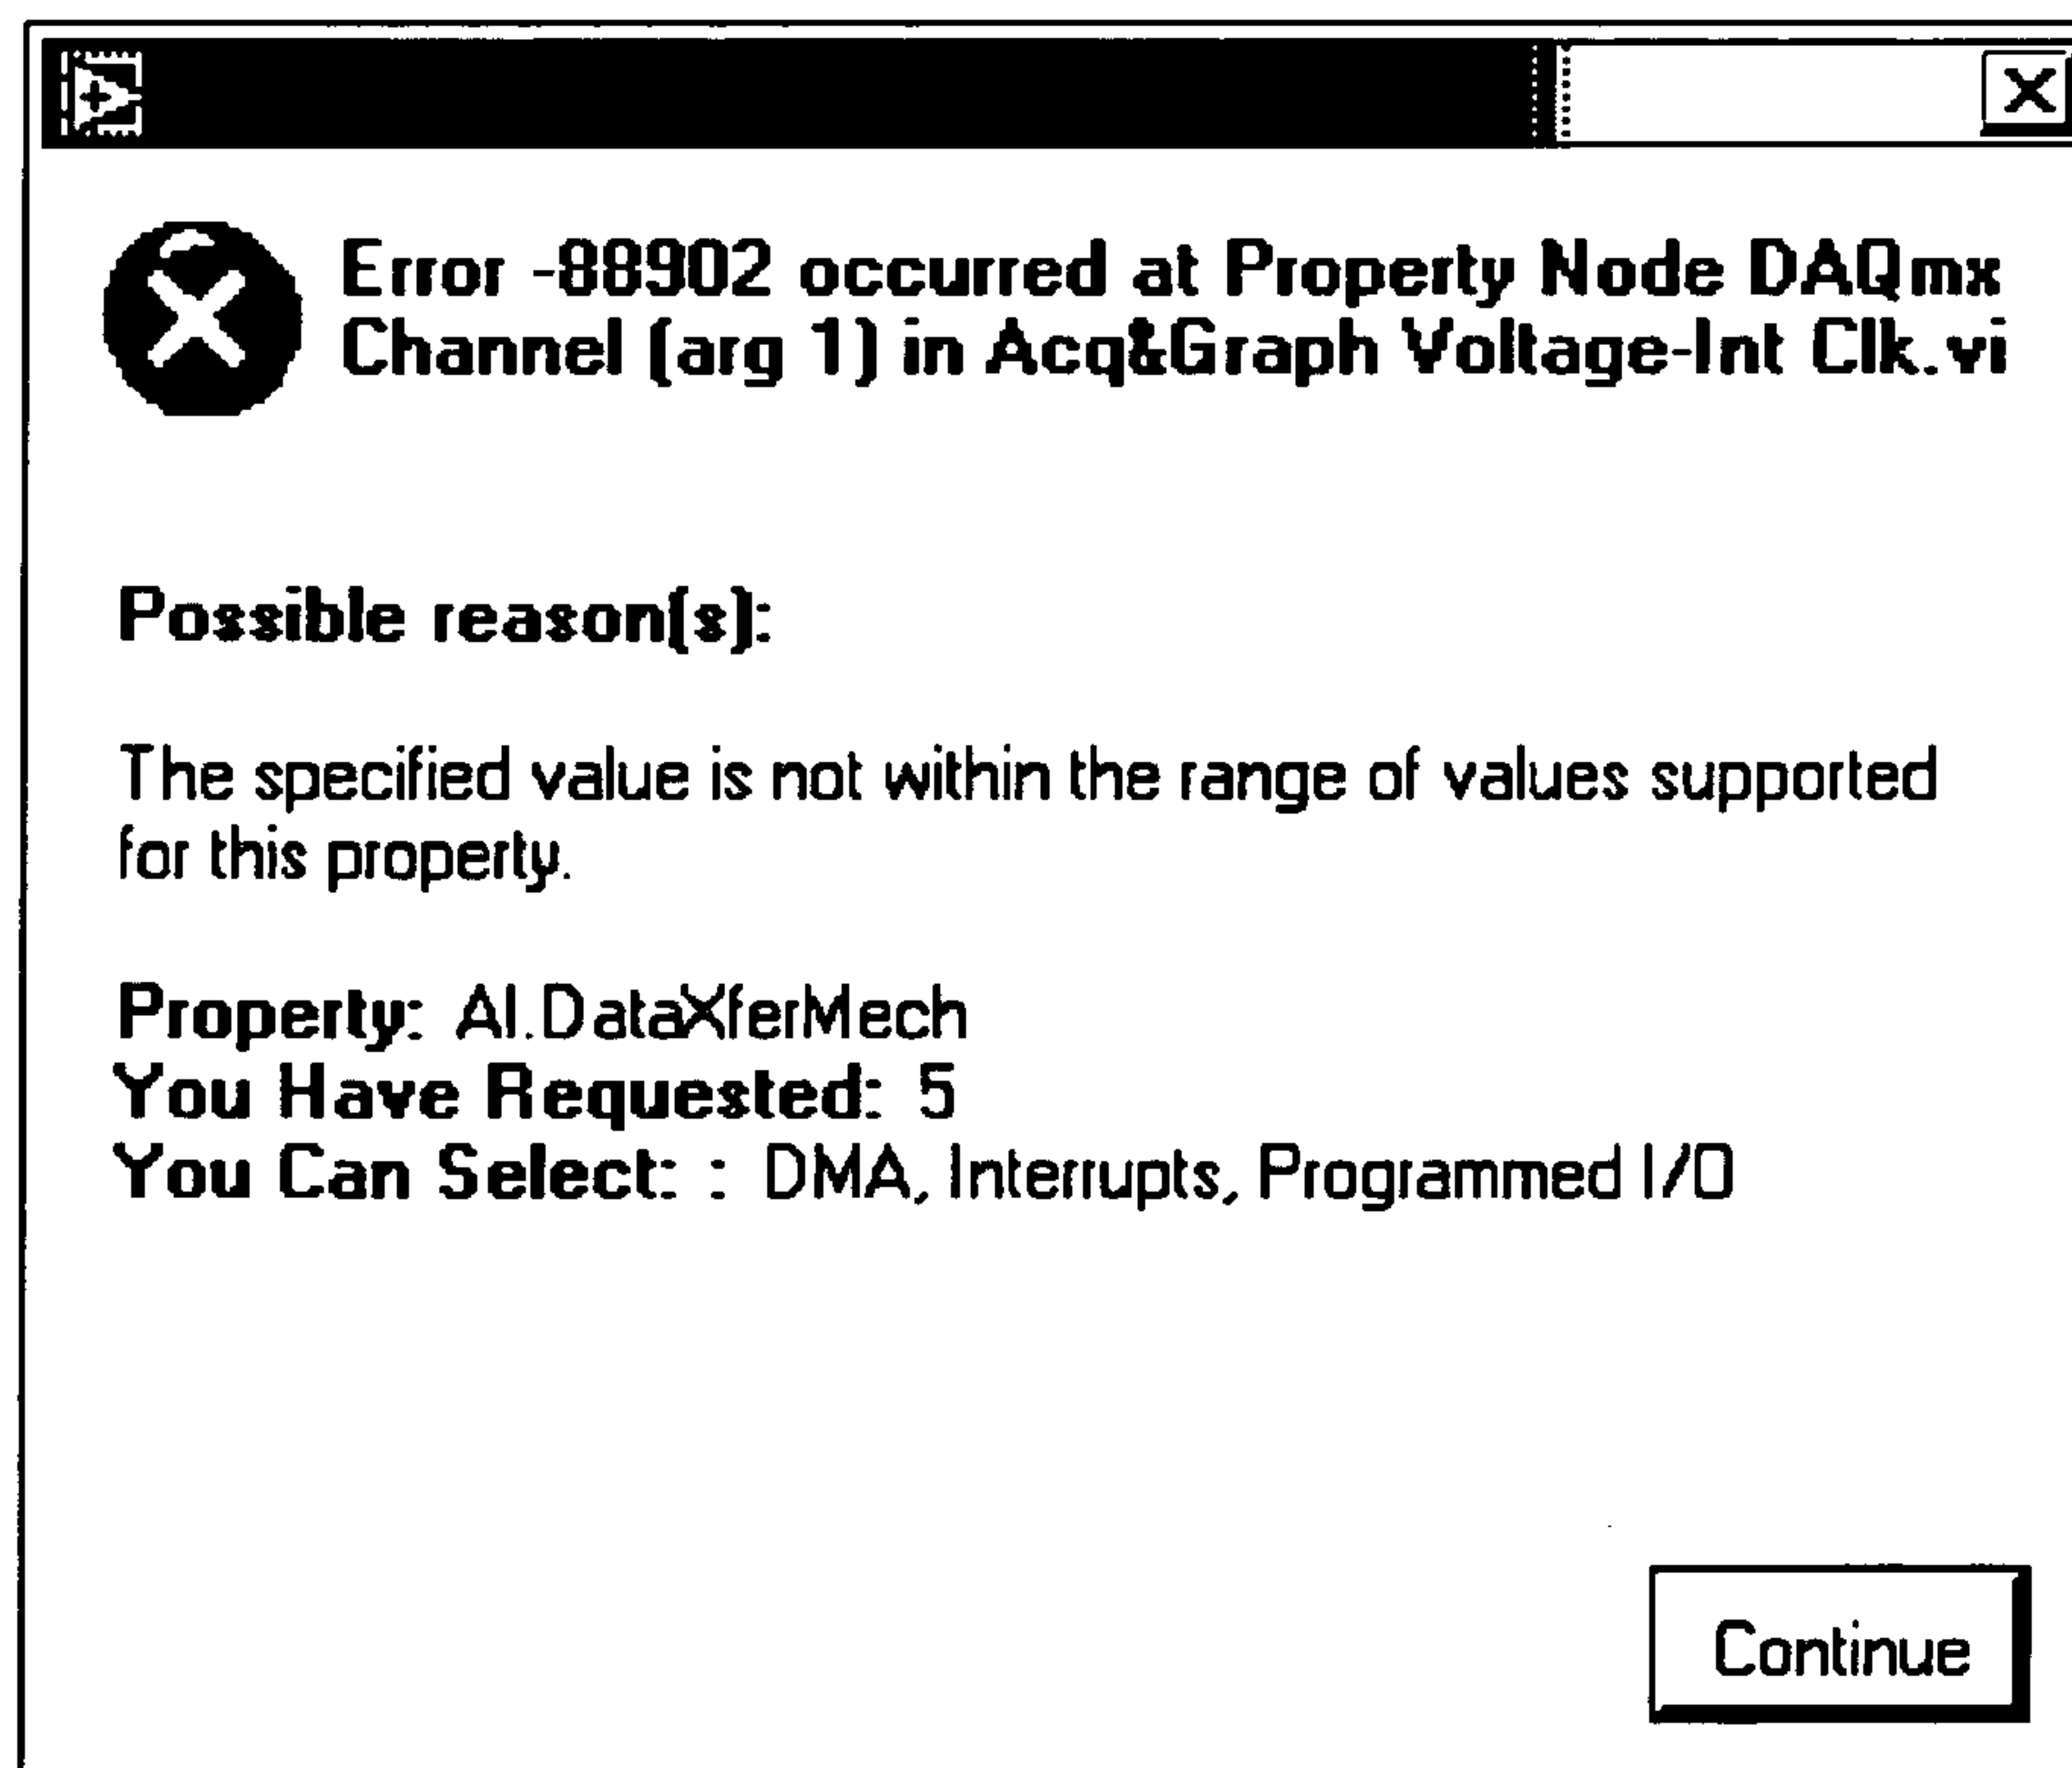 Error -88902 occurred at Property Node DAQmx
Channel (arg 1) in Acq&Graph Voltage-Int Clk.vi
Possible reason(s):
The specified value is not within the range of values supported
for this property.
Property: AI.DataXferMech
You Have Requested: 5
You Can Select: : DMA, Interrupts, Programmed I/O
Continue